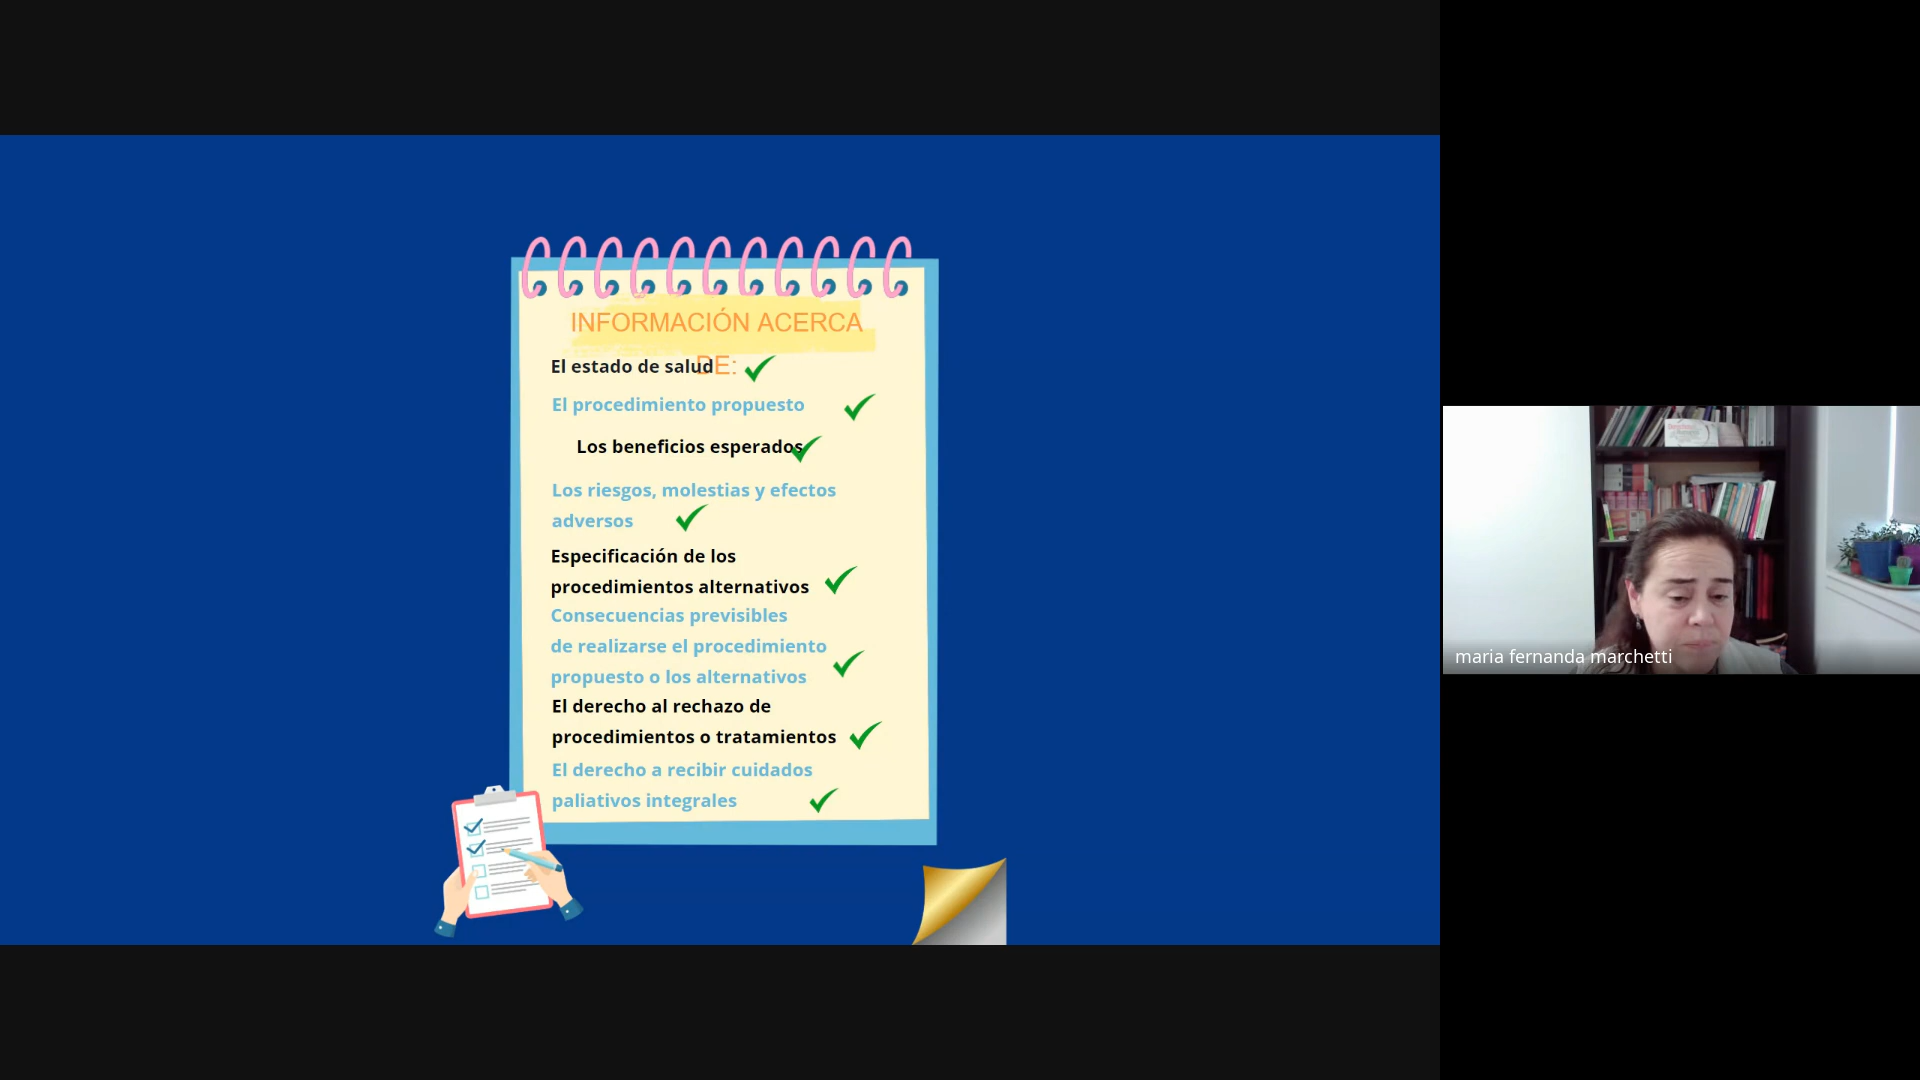 INFORMACIÓN ACERCA
DE:
El estado de salud
El procedimiento propuesto
Los beneficios esperados
Los riesgos, molestias y efectos
adversos
Especificación de los
procedimientos alternativos
Consecuencias previsibles
de realizarse el procedimiento
propuesto o los alternativos
El derecho al rechazo de
procedimientos o tratamientos
El derecho a recibir cuidados
paliativos integrales
maria fernanda marchetti